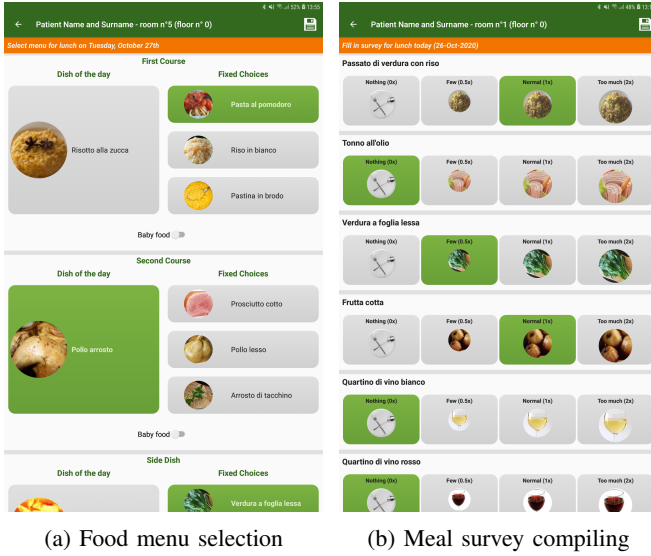 52% 13:55
Patient Name and Surname - room n°5 (floor n° 0)
Select menu for lunch on Tuesday, October 27th
First Course
Dish of the day
Fixed Choices
Risotto alla zucca
Pasta al pomodoro
Riso in bianco
Pastina in brodo
Baby food
Second Course
Dish of the day
Fixed Choices
Pollo arrosto
Prosciutto cotto
Pollo lesso
Arrosto di tacchino
Baby food
Side Dish
Dish of the day
Fixed Choices
Verdura a foglia lessa
(a) Food menu selection
48%
Patient Name and Surname - room n°1 (floor n° 0)
Fill in survey for lunch today (26-Oct-2020)
Passato di verdura con riso
Nothing (0x) Few (0.5x) Normal (1x) Too much (2x)
Tonno all'olio
Nothing (0x) Few (0.5x) Normal (1x) Too much (2x)
Verdura a foglia lessa
Nothing (0x) Few (0.5x) Normal (1x) Too much (2x)
Frutta cotta
Nothing (0x) Few (0.5x) Normal (1x) Too much (2x)
Quartino di vino bianco
Nothing (0x) Few (0.5x) Normal (1x) Too much (2x)
Quartino di vino rosso
Nothing (0x) Few (0.5x) Normal (1x) Too much (2x)
(b) Meal survey compiling